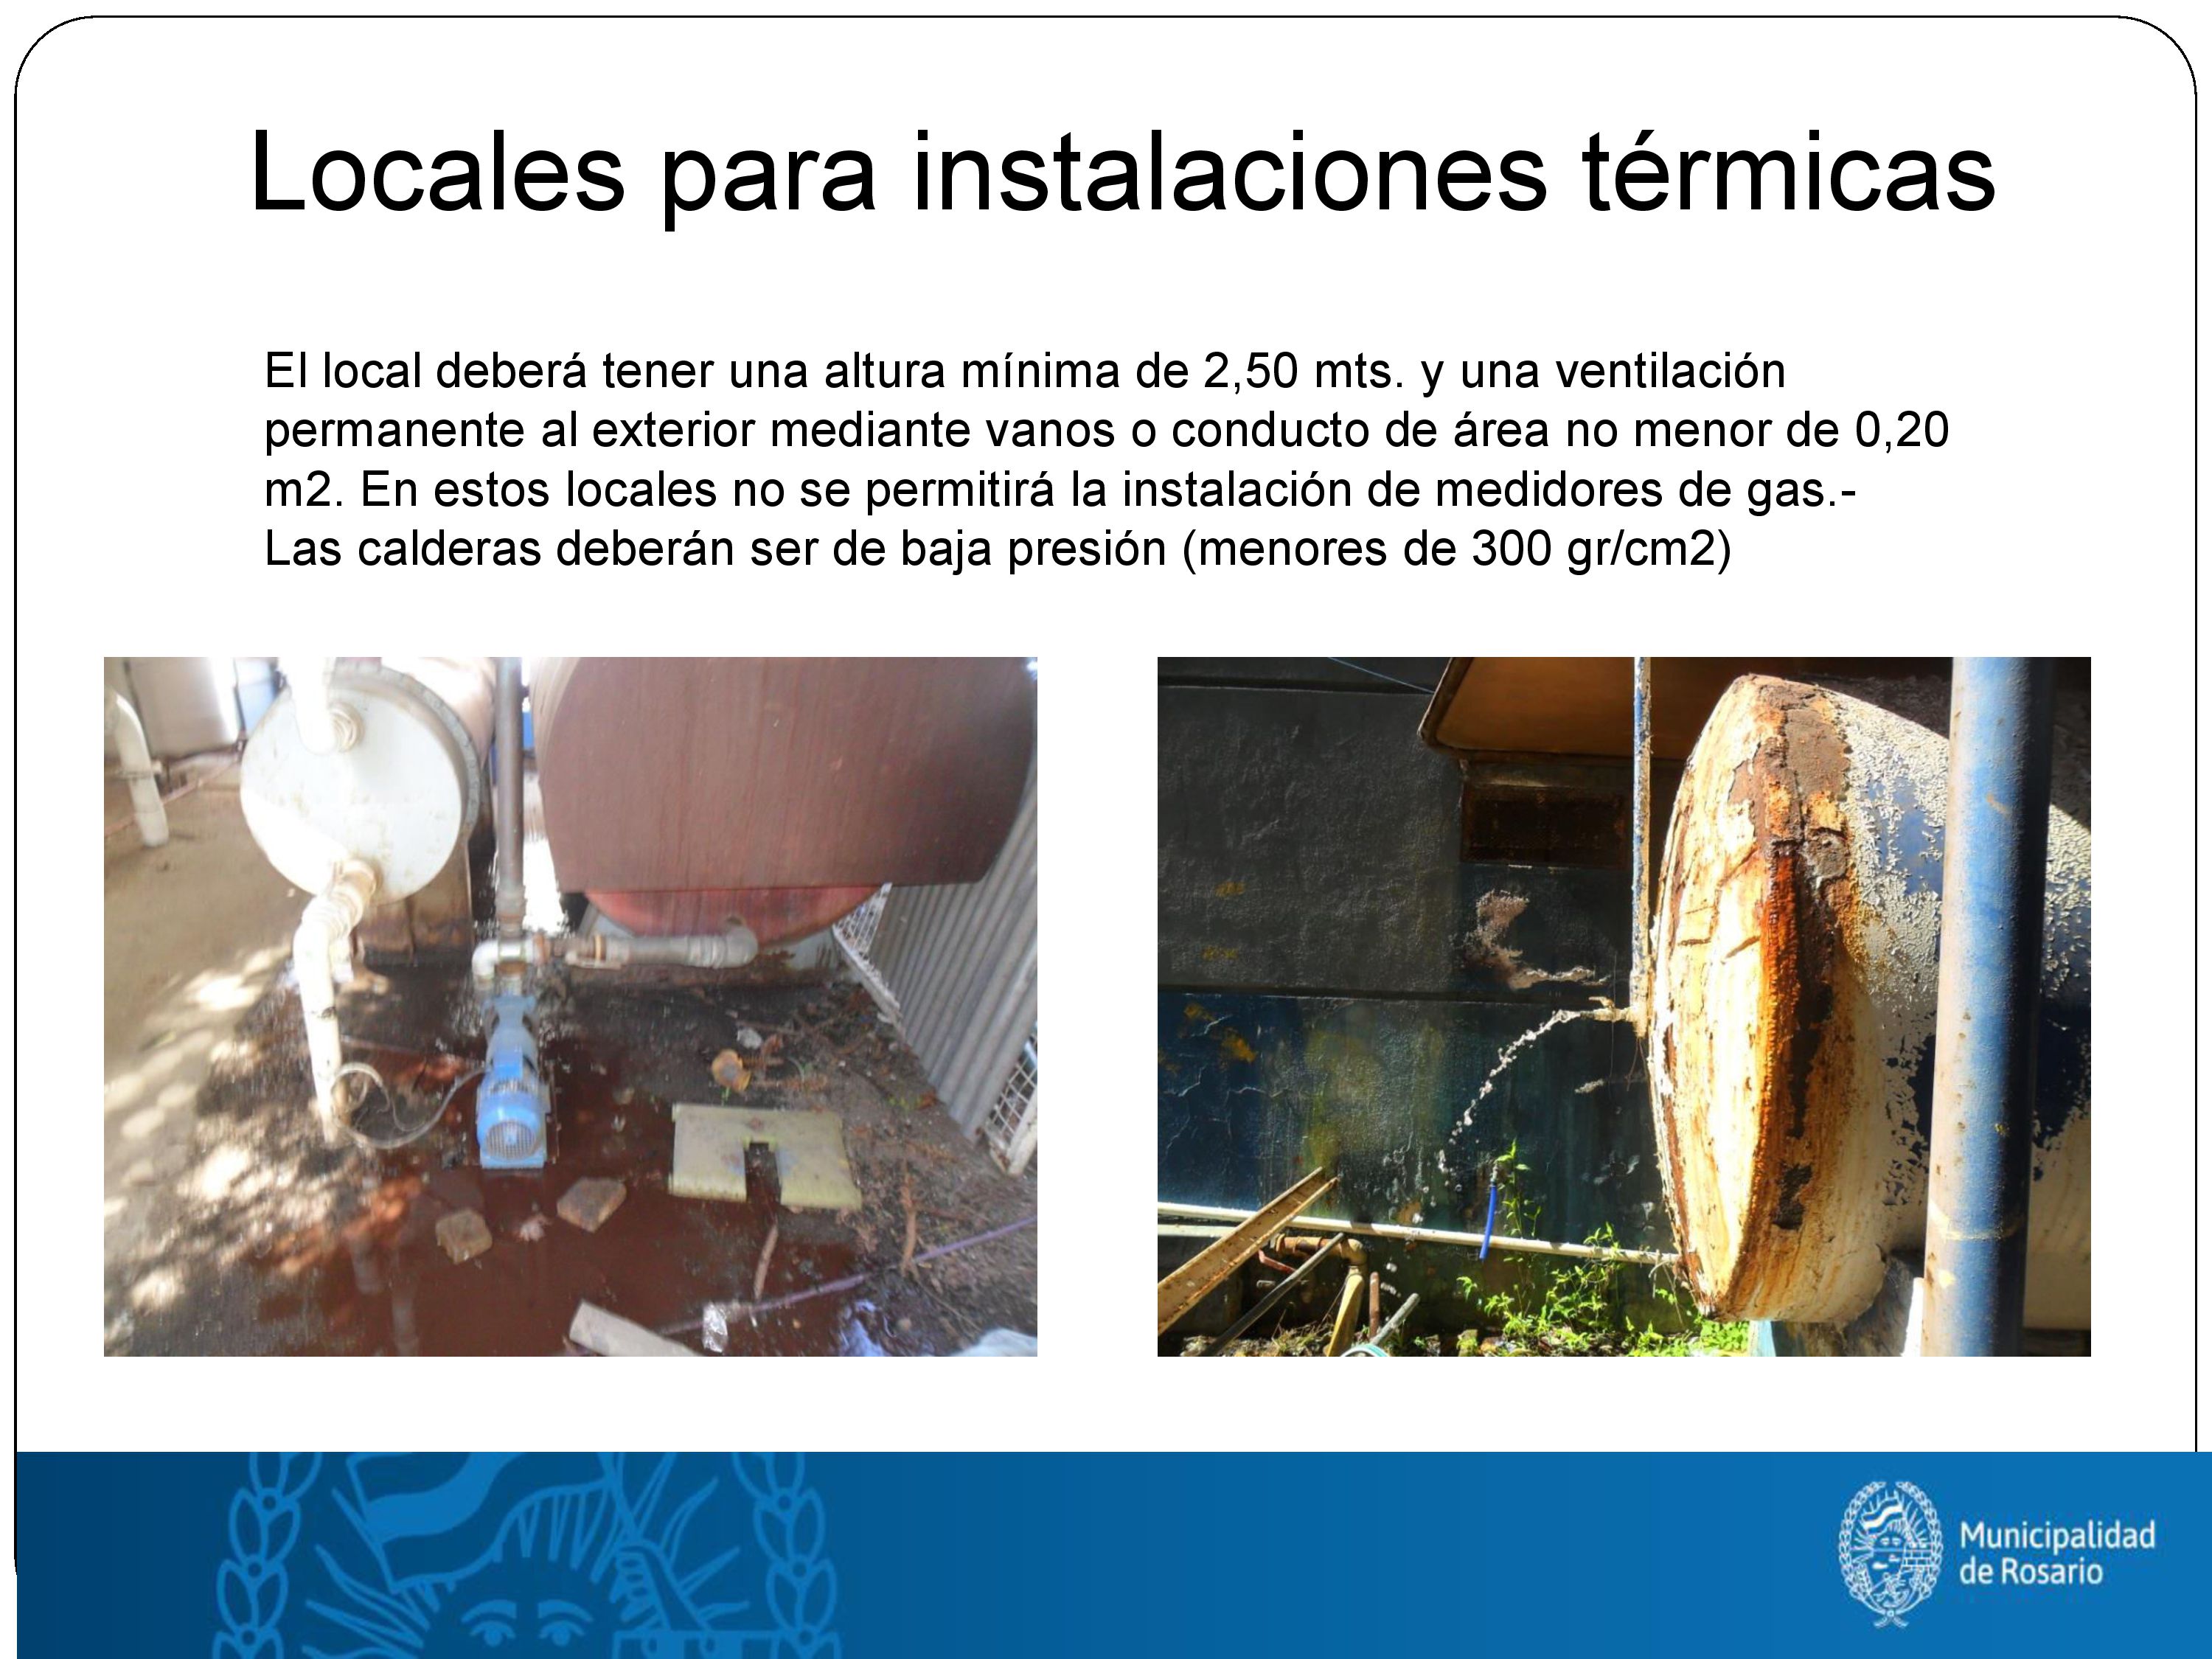 Locales para instalaciones térmicas
El local deberá tener una altura mínima de 2,50 mts. y una ventilación
permanente al exterior mediante vanos o conducto de área no menor de 0,20
m2. En estos locales no se permitirá la instalación de medidores de gas.-
Las calderas deberán ser de baja presión (menores de 300 gr/cm2)
Municipalidad
de Rosario